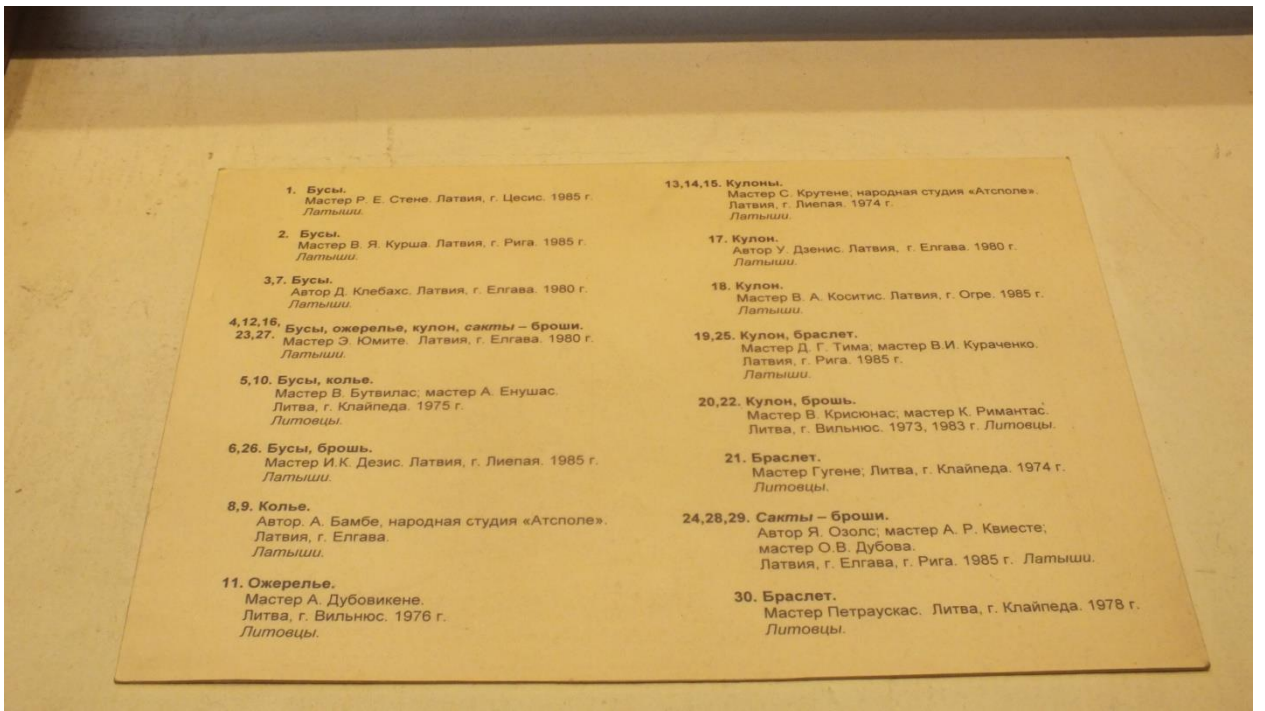 1. Бусы.
Мастер Р. Е. Стене. Латвия, г. Цесис. 1985 г.
Латыши.
2. Бусы.
Мастер В. Я. Курша. Латвия, г. Рига. 1985 г.
Латыши.
3,7. Бусы.
Автор Д. Клебахс. Латвия, г. Елгава. 1980 г.
Латыши.
4,12,16,
23,27. Бусы, ожерелье, кулон, сакты – броши.
Мастер Э. Юмите. Латвия, г. Елгава. 1980 г.
Латыши.
5,10. Бусы, колье.
Мастер В. Бутвилас; мастер А. Енушас.
Литва, г. Клайпеда. 1975 г.
Литовцы.
6,26. Бусы, брошь.
Мастер И.К. Дезис. Латвия, г. Лиепая. 1985 г.
Латыши.
8,9. Колье.
Автор. А. Бамбе, народная студия «Атсполе».
Латвия, г. Елгава.
Латыши.
11. Ожерелье.
Мастер А. Дубовикене.
Литва, г. Вильнюс. 1976 г.
Литовцы.
13,14,15. Кулоны.
Мастер С. Крутене; народная студия «Атсполе».
Латвия, г. Лиепая. 1974 г.
Латыши.
17. Кулон.
Автор У. Дзенис. Латвия, г. Елгава. 1980 г.
Латыши.
18. Кулон.
Мастер В. А. Коситис. Латвия, г. Огре. 1985 г.
Латыши.
19,25. Кулон, браслет.
Мастер Д. Г. Тима; мастер В.И. Кураченко.
Латвия, г. Рига. 1985 г.
Латыши.
20,22. Кулон, брошь.
Мастер В. Крисюнас; мастер К. Римантас.
Литва, г. Вильнюс. 1973, 1983 г. Литовцы.
21. Браслет.
Мастер Гугене; Литва, г. Клайпеда. 1974 г.
Литовцы.
24,28,29. Сакты – броши.
Автор Я. Озолс; мастер А. Р. Квиесте;
мастер О.В. Дубова.
Латвия, г. Елгава, г. Рига. 1985 г. Латыши.
30. Браслет.
Мастер Петраускас. Литва, г. Клайпеда. 1978 г.
Литовцы.